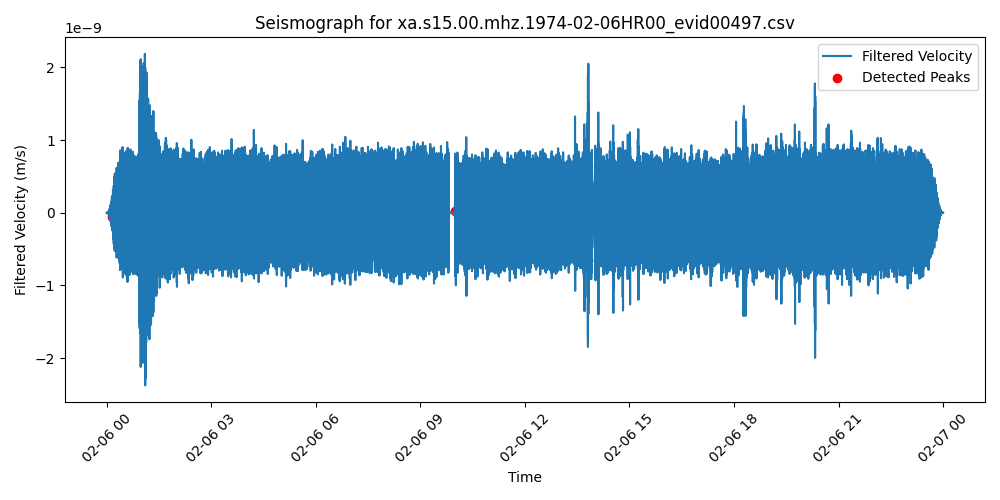 Seismograph for xa.s15.00.mhz.1974-02-06HR00_evid00497.csv
1e−9
Filtered Velocity
Detected Peaks
2
1
0
−1
−2
Filtered Velocity (m/s)
02-06 00
02-06 03
02-06 06
02-06 09
02-06 12
02-06 15
02-06 18
02-06 21
02-07 00
Time